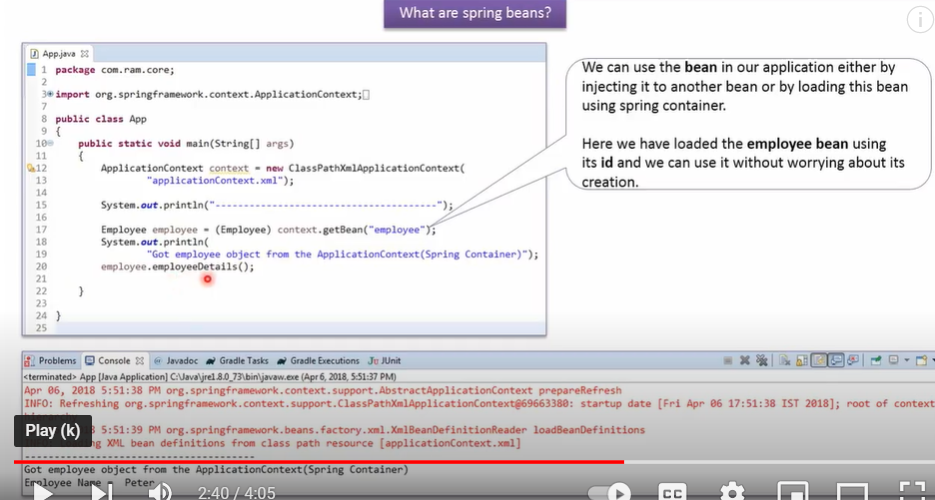 What are spring beans?
App.java
1 package com.ram.core;
2
3 import org.springframework.context.ApplicationContext;
7
8 public class App
9 {
10 public static void main(String[] args)
11 {
12 ApplicationContext context = new ClassPathXmlApplicationContext(
13 "applicationContext.xml");
14
15 System.out.println("-------------------------------------");
16
17 Employee employee = (Employee) context.getBean("employee");
18 System.out.println(
19 "Got employee object from the ApplicationContext(Spring Container)");
20 employee.employeeDetails();
21
22 }
23
24 }
25
We can use the bean in our application either by
injecting it to another bean or by loading this bean
using spring container.
Here we have loaded the employee bean using
its id and we can use it without worrying about its
creation.
Problems Console Javadoc Gradle Tasks Gradle Executions JUnit
<terminated> App [Java Application] C:\Java\jre1.8.0_73\bin\javaw.exe (Apr 6, 2018, 5:51:37 PM)
Apr 06, 2018 5:51:38 PM org.springframework.context.support.AbstractApplicationContext prepareRefresh
INFO: Refreshing org.springframework.context.support.ClassPathXmlApplicationContext@69663380: startup date [Fri Apr 06 17:51:38 IST 2018]; root of context
Play (k)
8 5:51:39 PM org.springframework.beans.factory.xml.XmlBeanDefinitionReader loadBeanDefinitions
XML bean definitions from class path resource [applicationContext.xml]
-------------------------------------
Got employee object from the ApplicationContext(Spring Container)
Employee Name = Peter
2:40 / 4:05
CC